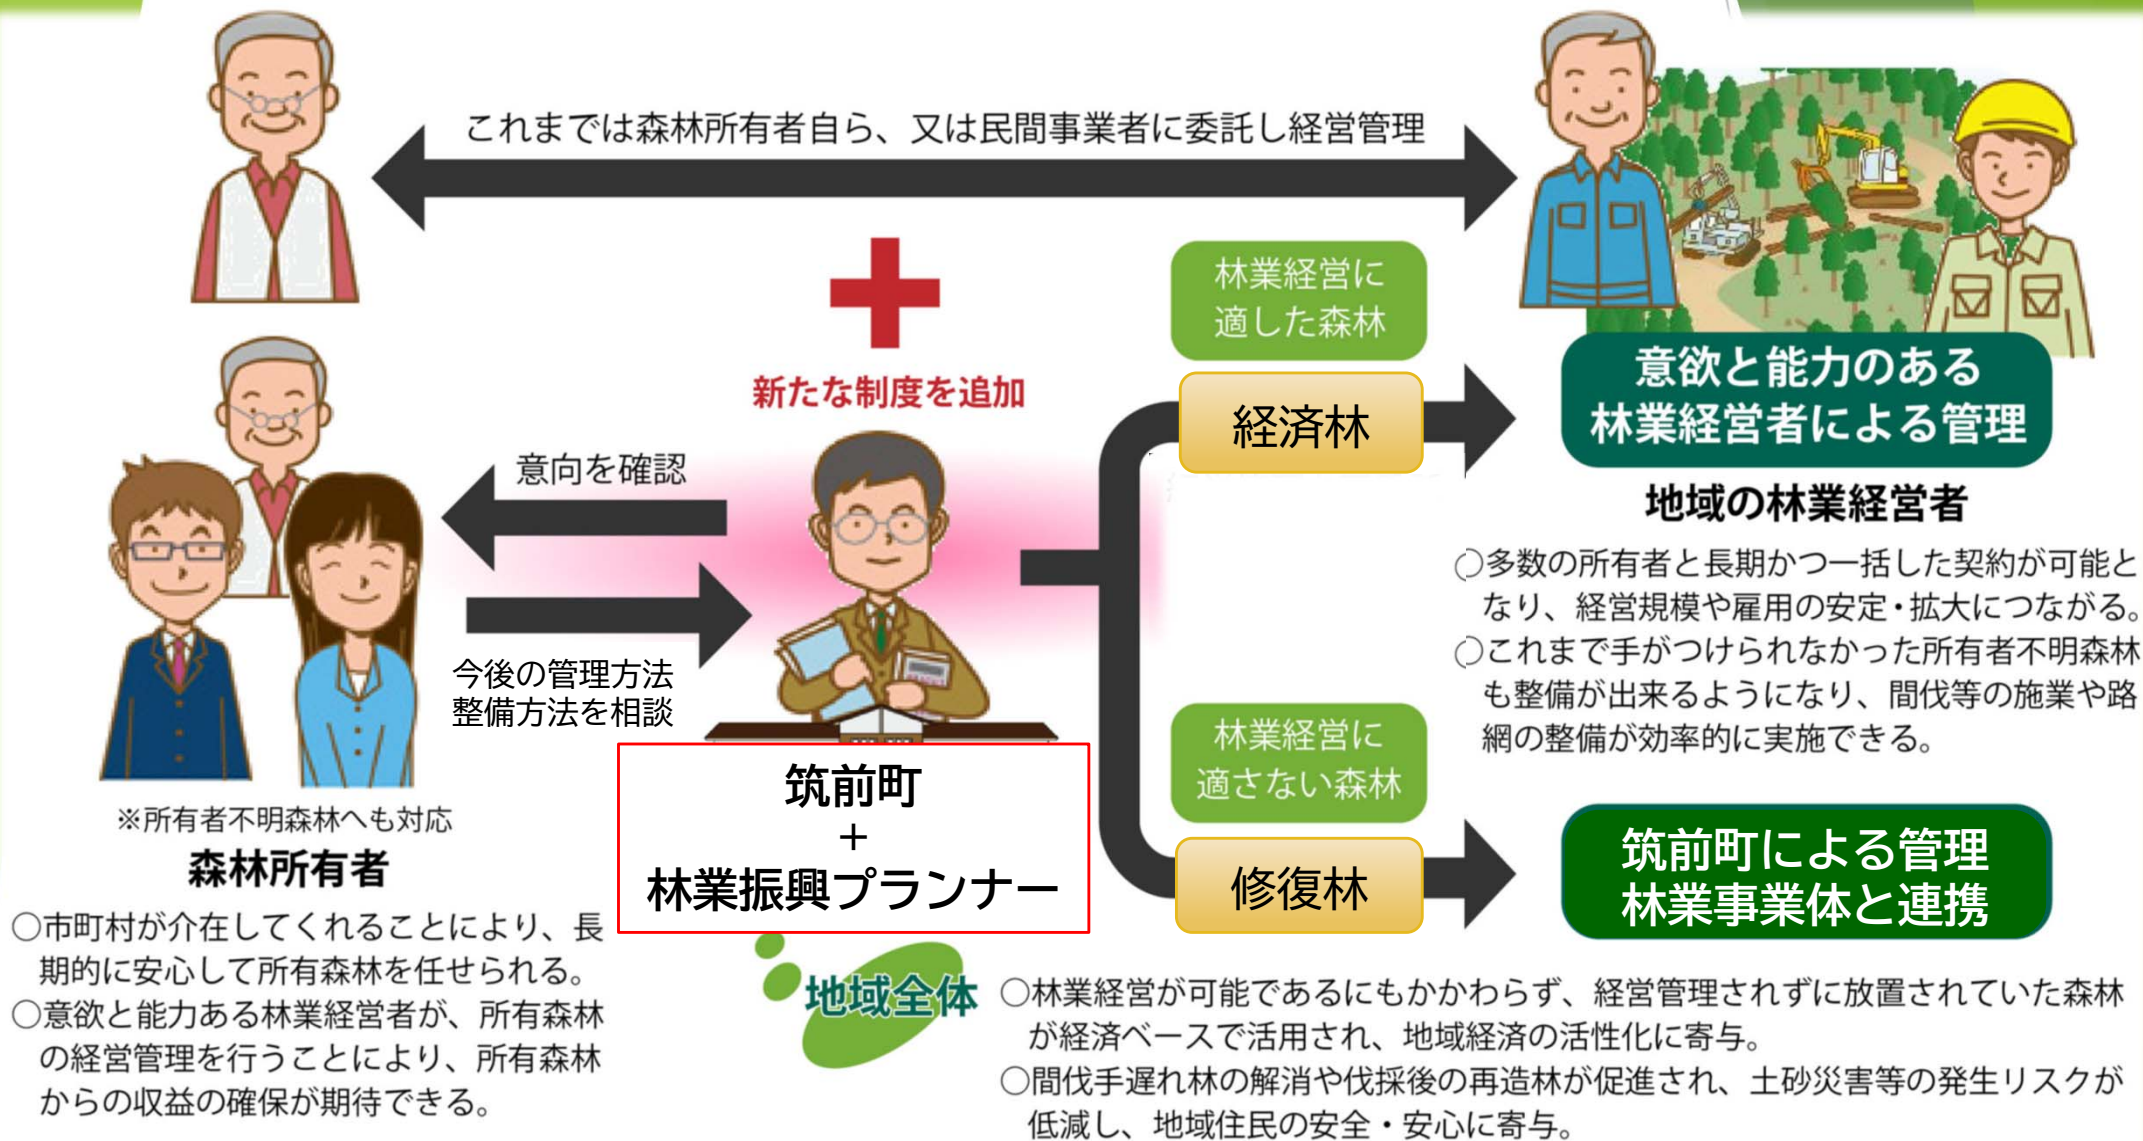 これまでは森林所有者自ら、又は民間事業者に委託し経営管理
新たな制度を追加
意向を確認
今後の管理方法
整備方法を相談
筑前町
+
林業振興プランナー
林業経営に
適した森林
経済林
意欲と能力のある
林業経営者による管理
地域の林業経営者
○多数の所有者と長期かつ一括した契約が可能と
なり、経営規模や雇用の安定・拡大につながる。
○これまで手がつけられなかった所有者不明森林
も整備が出来るようになり、間伐等の施業や路
網の整備が効率的に実施できる。
林業経営に
適さない森林
修復林
筑前町による管理
林業事業体と連携
※所有者不明森林へも対応
森林所有者
○市町村が介在してくれることにより、長
期的に安心して所有森林を任せられる。
○意欲と能力ある林業経営者が、所有森林
の経営管理を行うことにより、所有森林
からの収益の確保が期待できる。
地域全体
○林業経営が可能であるにもかかわらず、経営管理されずに放置されていた森林
が経済ベースで活用され、地域経済の活性化に寄与。
○間伐手遅れ林の解消や伐採後の再造林が促進され、土砂災害等の発生リスクが
低減し、地域住民の安全・安心に寄与。